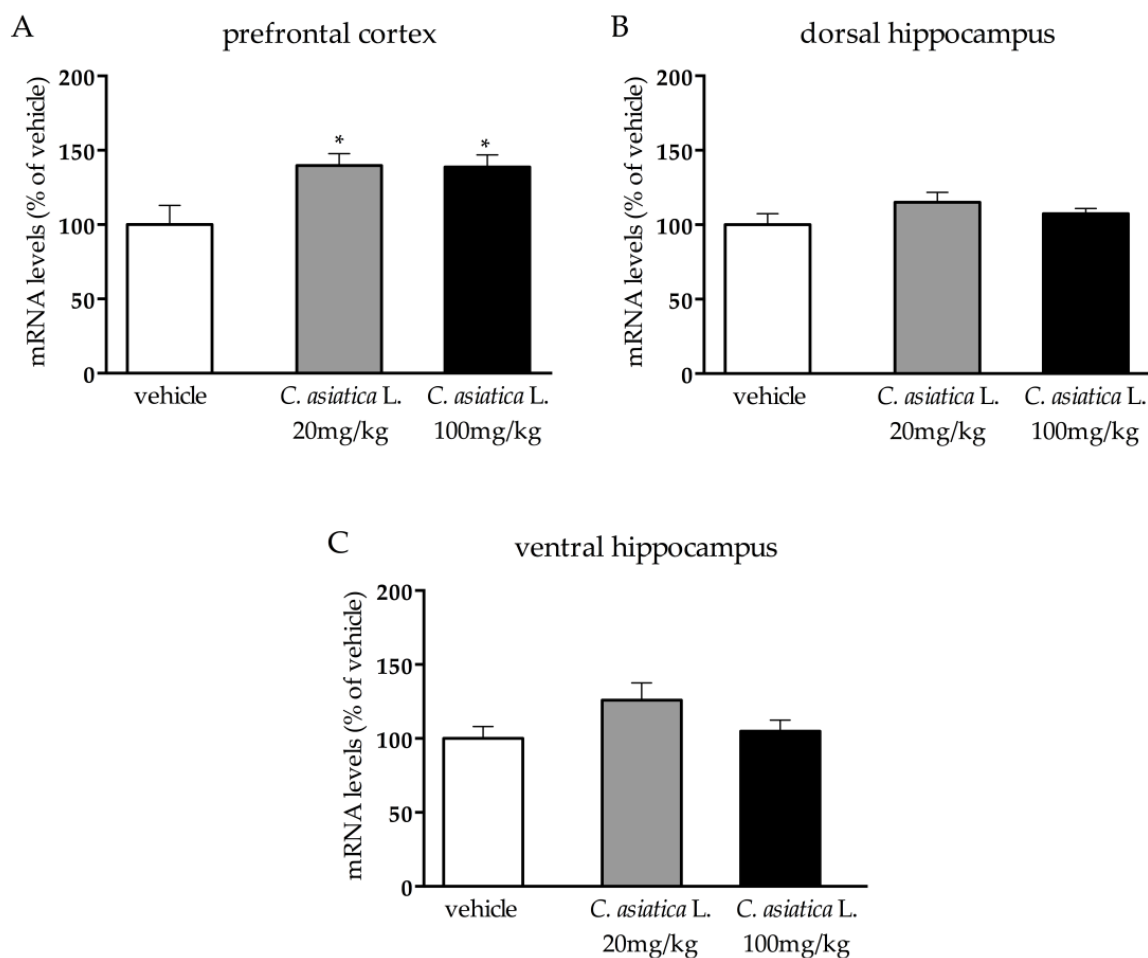 A
prefrontal cortex
mRNA levels (% of vehicle)
200
150
100
50
0
*
*
vehicle
C. asiatica L.
20mg/kg
C. asiatica L.
100mg/kg
B
dorsal hippocampus
mRNA levels (% of vehicle)
200
150
100
50
0
vehicle
C. asiatica L.
20mg/kg
C. asiatica L.
100mg/kg
C
ventral hippocampus
mRNA levels (% of vehicle)
200
150
100
50
0
vehicle
C. asiatica L.
20mg/kg
C. asiatica L.
100mg/kg